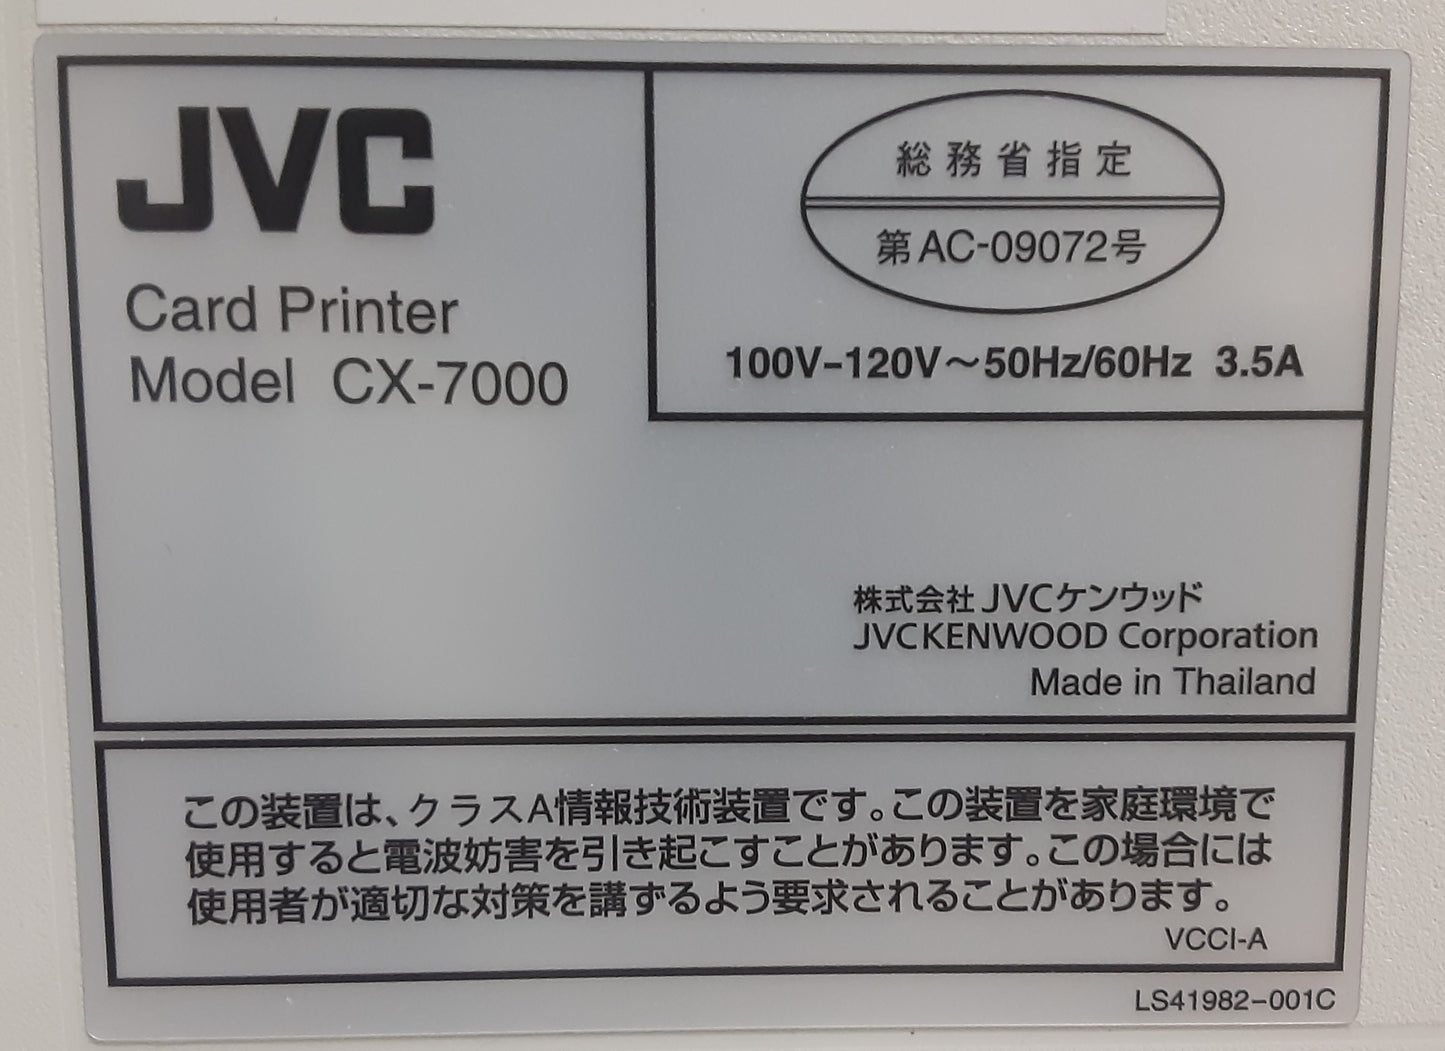 JVC
Card Printer
Model CX-7000
総務省指定
第AC-09072号
100V-120V～50Hz/60Hz 3.5A
株式会社JVCケンウッド
JVCKENWOOD Corporation
Made in Thailand
この装置は、クラスA情報技術装置です。この装置を家庭環境で
使用すると電波妨害を引き起こすことがあります。この場合には
使用者が適切な対策を講ずるよう要求されることがあります。
VCCI-A
LS41982-001C